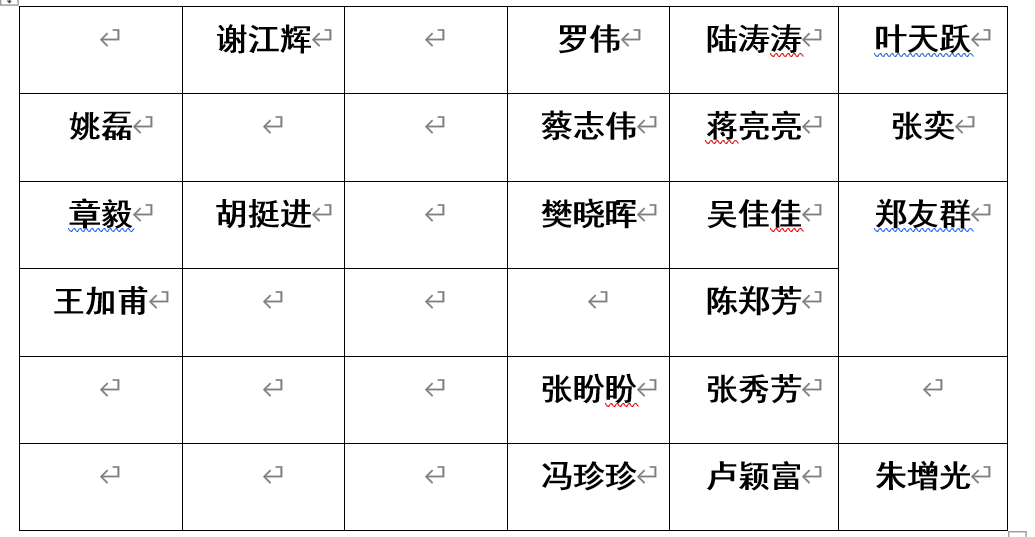 谢江辉 罗伟 陆涛涛 叶天跃
姚磊 蔡志伟 蒋亮亮 张奕
章毅 胡挺进 樊晓晖 吴佳佳 郑友群
王加甫 陈郑芳
张盼盼 张秀芳
冯珍珍 卢颖富 朱增光